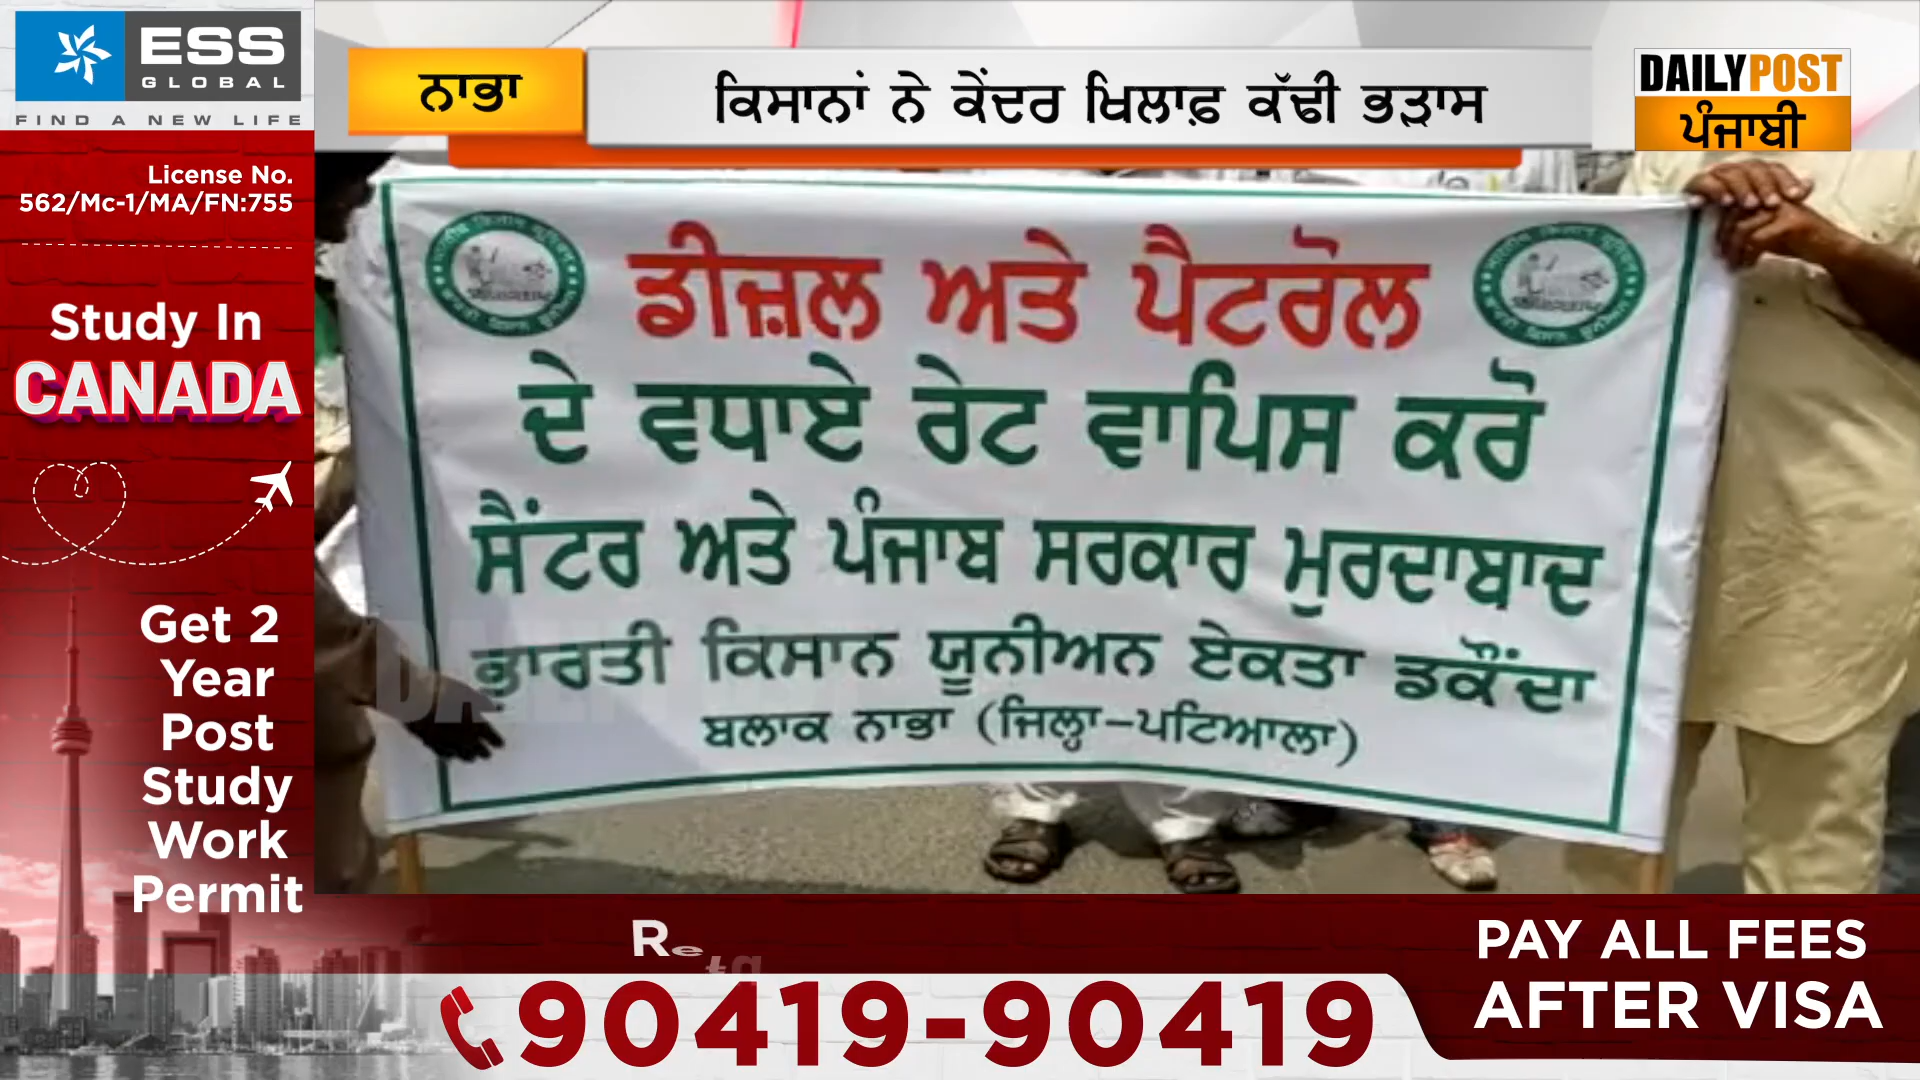 ESS
GLOBAL
FIND A NEW LIFE
License No.
562/Mc-1/MA/FN:755
Study In
CANADA
Get 2
Year
Post
Study
Work
Permit
ਨਾਭਾ
ਕਿਸਾਨਾਂ ਨੇ ਕੇਂਦਰ ਖਿਲਾਫ਼ ਕੱਢੀ ਭੜਾਸ
DAILYPOST
ਪੰਜਾਬੀ
ਡੀਜ਼ਲ ਅਤੇ ਪੈਟਰੋਲ
ਦੇ ਵਧਾਏ ਰੇਟ ਵਾਪਿਸ ਕਰੋ
ਸੈਂਟਰ ਅਤੇ ਪੰਜਾਬ ਸਰਕਾਰ ਮੁਰਦਾਬਾਦ
ਭਾਰਤੀ ਕਿਸਾਨ ਯੂਨੀਅਨ ਏਕਤਾ ਡਕੌਂਦਾ
ਬਲਾਕ ਨਾਭਾ (ਜਿਲ੍ਹਾ-ਪਟਿਆਲਾ)
90419-90419
PAY ALL FEES
AFTER VISA